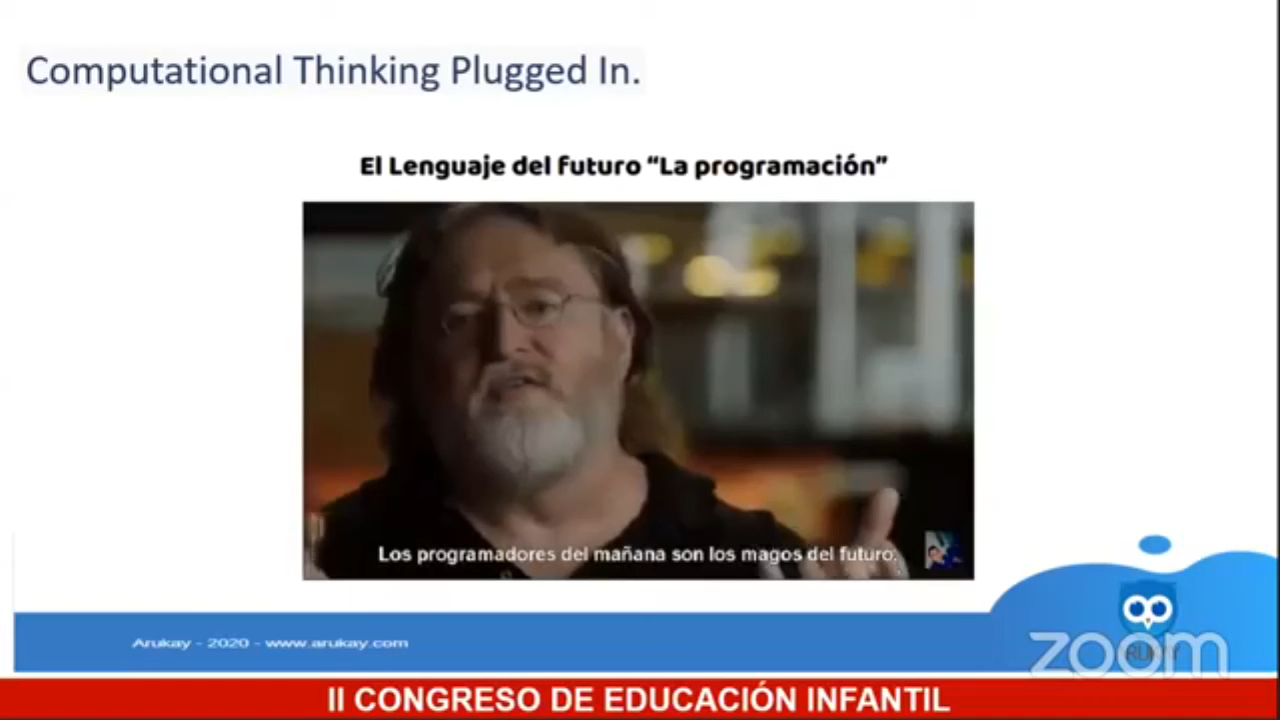 Computational Thinking Plugged In.
El Lenguaje del futuro “La programación”
Los programadores del mañana son los magos del futuro.
Arukay - 2020 - www.arukay.com
zoom
II CONGRESO DE EDUCACIÓN INFANTIL